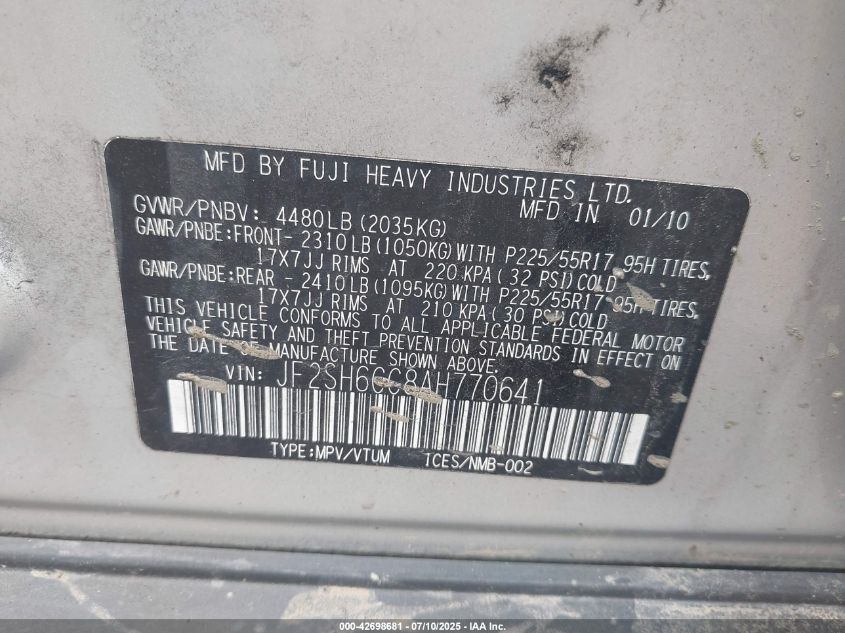 MFD BY FUJI HEAVY INDUSTRIES LTD.
MFD IN 01/10
GVWR/PNBV: 4480LB (2035KG)
GAWR/PNBE:FRONT- 2310LB (1050KG) WITH P225/55R17 95H TIRES,
17X7JJ RIMS AT 220 KPA ( 32 PSI) COLD
GAWR/PNBE:REAR - 2410LB (1095KG) WITH P225/55R17 95H TIRES,
17X7JJ RIMS AT 210 KPA ( 30 PSI) COLD
THIS VEHICLE CONFORMS TO ALL APPLICABLE FEDERAL MOTOR
VEHICLE SAFETY AND THEFT PREVENTION STANDARDS IN EFFECT ON
THE DATE OF MANUFACTURE SHOWN ABOVE.
VIN: JF2SH6CC8AH770641
TYPE:MPV/VTUM ICES/NMB-002
000-42698681 - 07/10/2025 - IAA Inc.